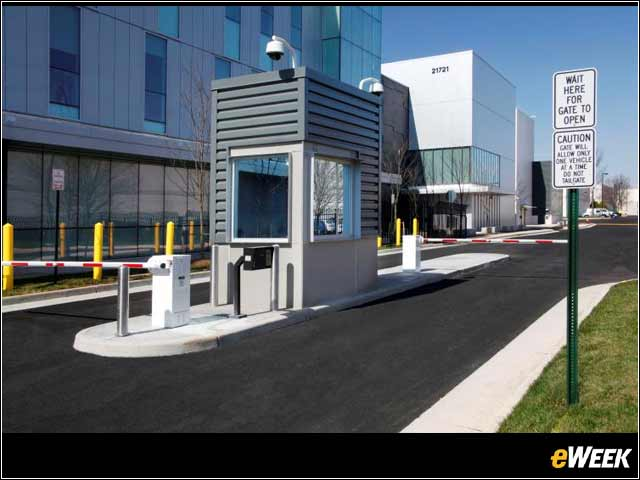 21721
WAIT
HERE
FOR
GATE TO
OPEN
CAUTION
GATE WILL
ALLOW ONLY
ONE VEHICLE
AT A TIME
DO NOT
TAILGATE
eWEEK